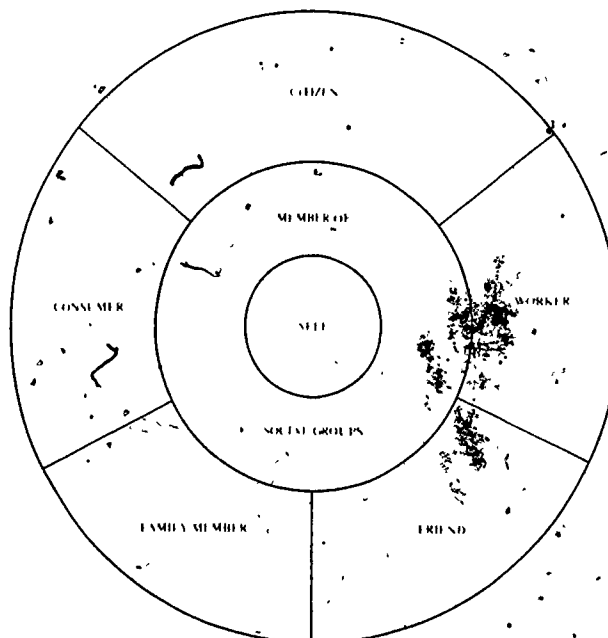 CITIZEN
MEMBER OF
CONSUMER
WORKER
SELF
SOCIAL GROUPS
FAMILY MEMBER
FRIEND